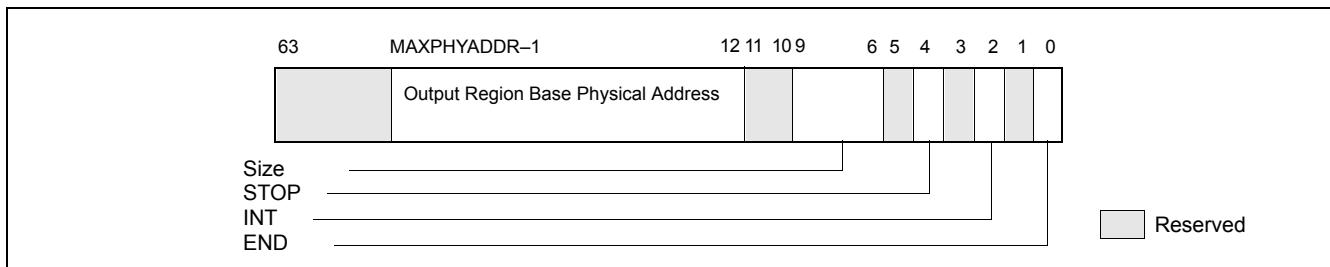 63 MAXPHYADDR–1 12 11 10 9 6 5 4 3 2 1 0
Output Region Base Physical Address
Size
STOP
INT
END
Reserved